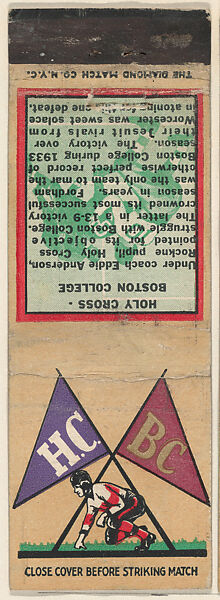 THE DIAMOND MATCH CO. N.Y.C.
HOLY CROSS -
BOSTON COLLEGE
Under coach Eddie Anderson,
Rockne pupil, Holy Cross
pointed for its objective
struggle with Boston College.
The latter in a 13-9 victory
crowned its most successful
season in years. Fordham,
was the only team to mar the
otherwise perfect record of
Boston College during 1933
season. The victory over
their Jesuit rivals from
Worcester was sweet solace
in atoning for the one defeat.
H.C.
BC
CLOSE COVER BEFORE STRIKING MATCH